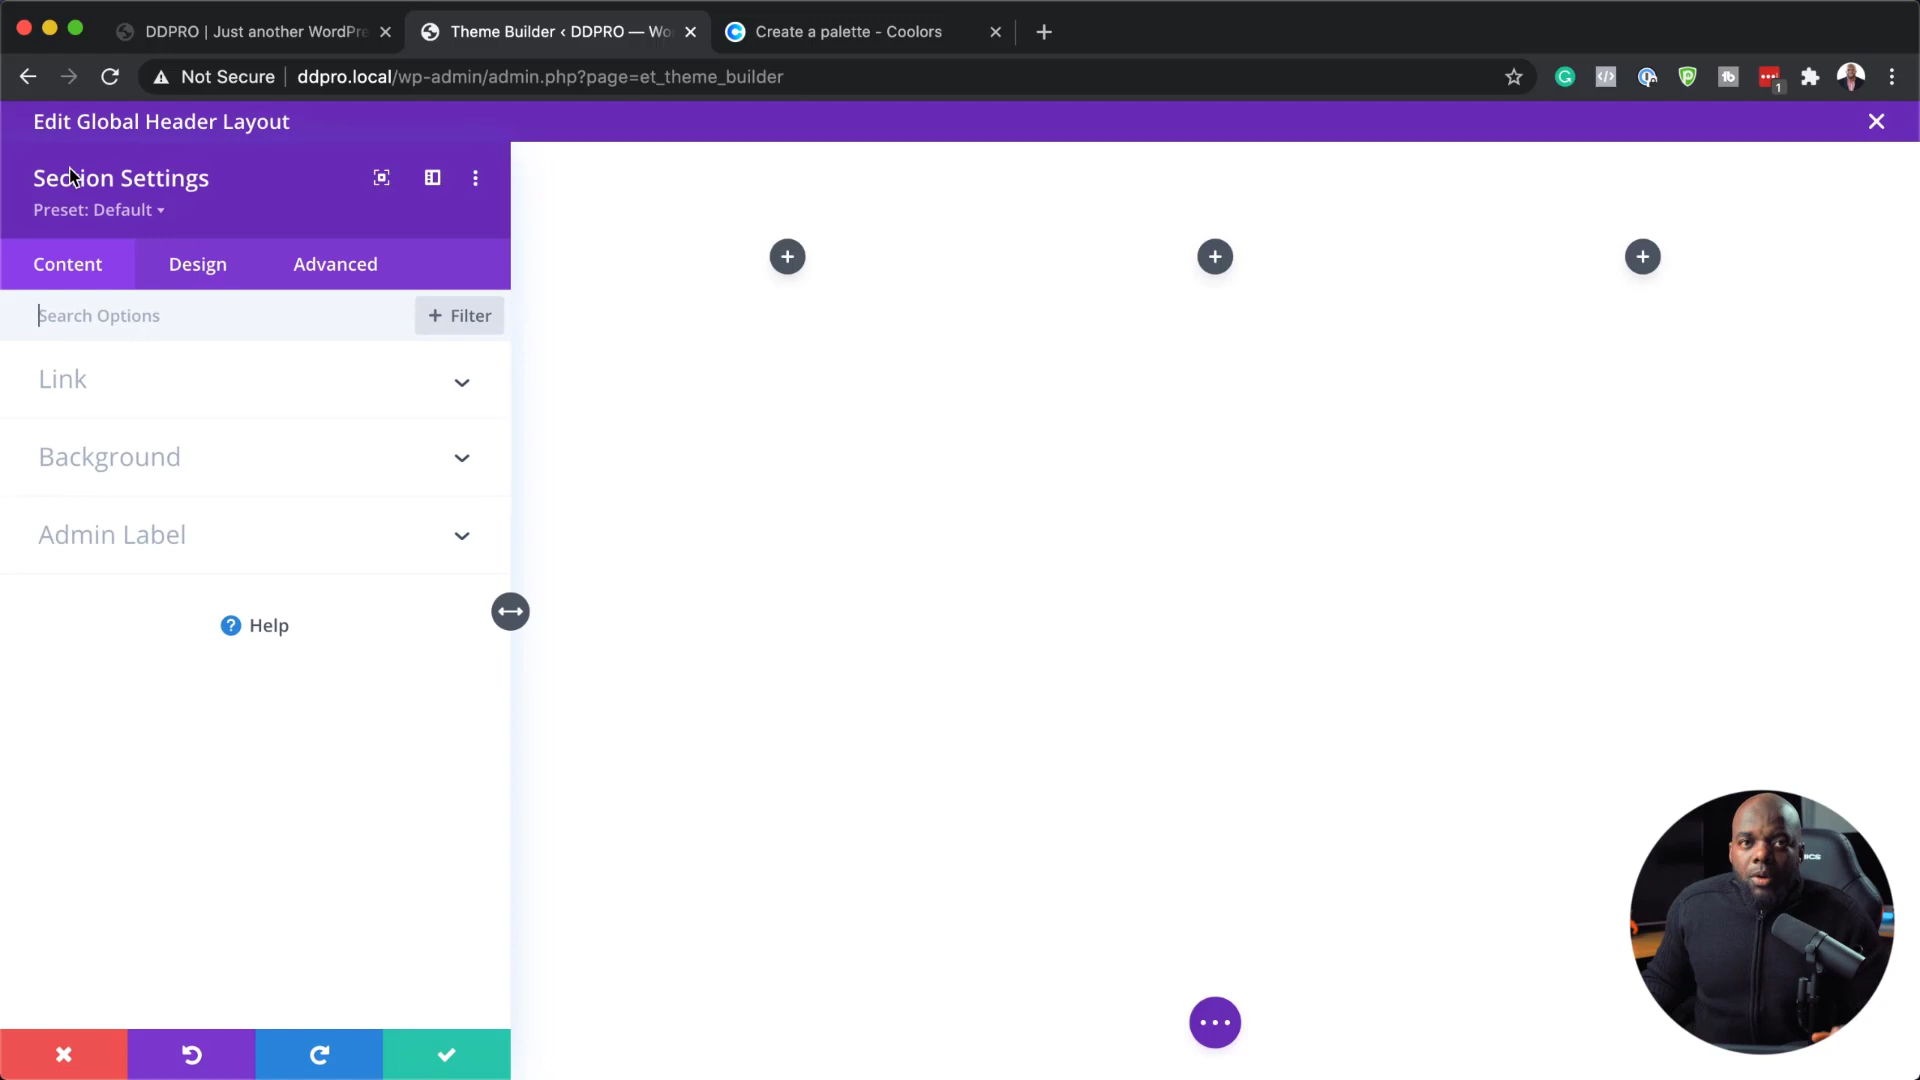 DDPRO | Just another WordPre
Theme Builder ‹ DDPRO — Wo
Create a palette - Coolors
Not Secure
ddpro.local/wp-admin/admin.php?page=et_theme_builder
1
Edit Global Header Layout
Section Settings
Preset: Default
Content
Design
Advanced
Search Options
+ Filter
Link
Background
Admin Label
? Help